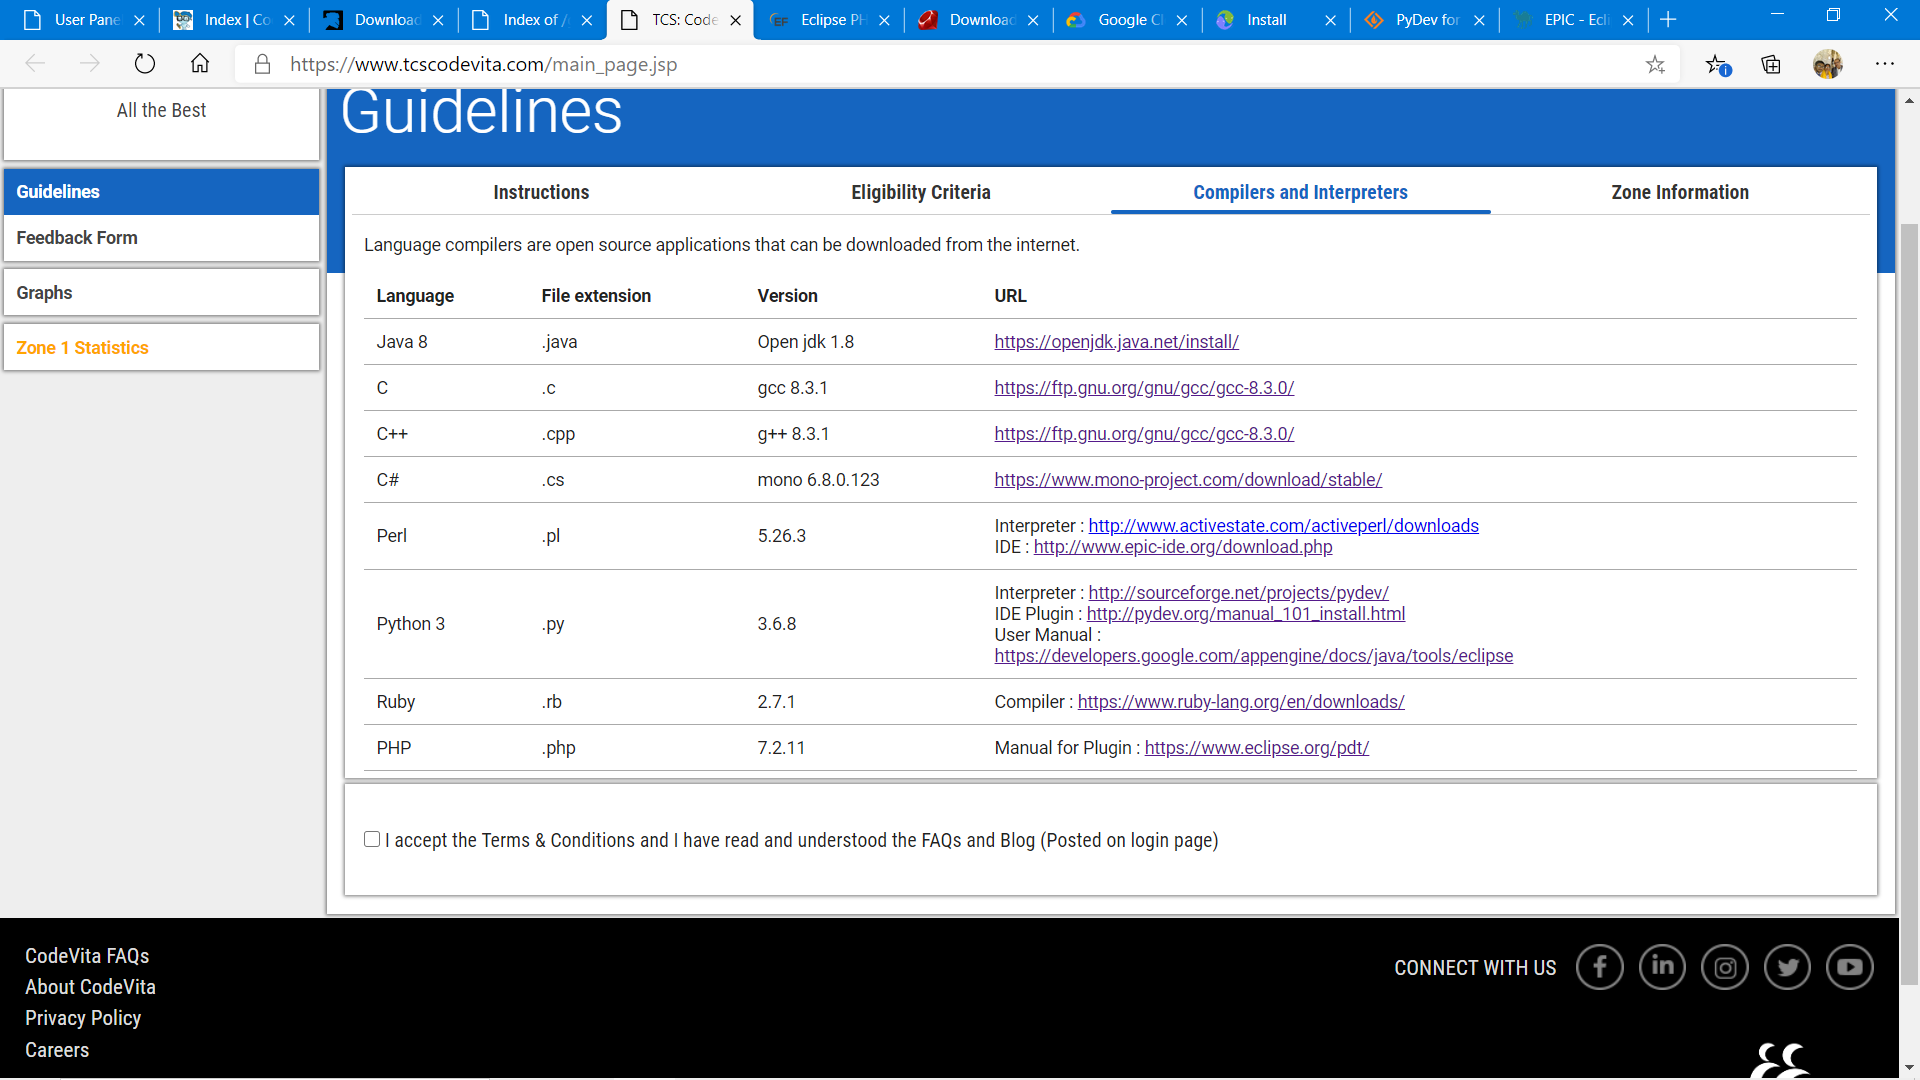 User Pane
Index | Co
Download
Index of /
TCS: Code
Eclipse PH
Download
Google Cl
Install
PyDev for
EPIC - Ecli
https://www.tcscodevita.com/main_page.jsp
All the Best
Guidelines
Guidelines
Feedback Form
Graphs
Zone 1 Statistics
Instructions
Eligibility Criteria
Compilers and Interpreters
Zone Information
Language compilers are open source applications that can be downloaded from the internet.
Language File extension Version URL
Java 8 .java Open jdk 1.8 https://openjdk.java.net/install/
C .c gcc 8.3.1 https://ftp.gnu.org/gnu/gcc/gcc-8.3.0/
C++ .cpp g++ 8.3.1 https://ftp.gnu.org/gnu/gcc/gcc-8.3.0/
C# .cs mono 6.8.0.123 https://www.mono-project.com/download/stable/
Perl .pl 5.26.3 Interpreter : http://www.activestate.com/activeperl/downloads
IDE : http://www.epic-ide.org/download.php
Python 3 .py 3.6.8 Interpreter : http://sourceforge.net/projects/pydev/
IDE Plugin : http://pydev.org/manual_101_install.html
User Manual :
https://developers.google.com/appengine/docs/java/tools/eclipse
Ruby .rb 2.7.1 Compiler : https://www.ruby-lang.org/en/downloads/
PHP .php 7.2.11 Manual for Plugin : https://www.eclipse.org/pdt/
I accept the Terms & Conditions and I have read and understood the FAQs and Blog (Posted on login page)
CodeVita FAQs
About CodeVita
Privacy Policy
Careers
CONNECT WITH US